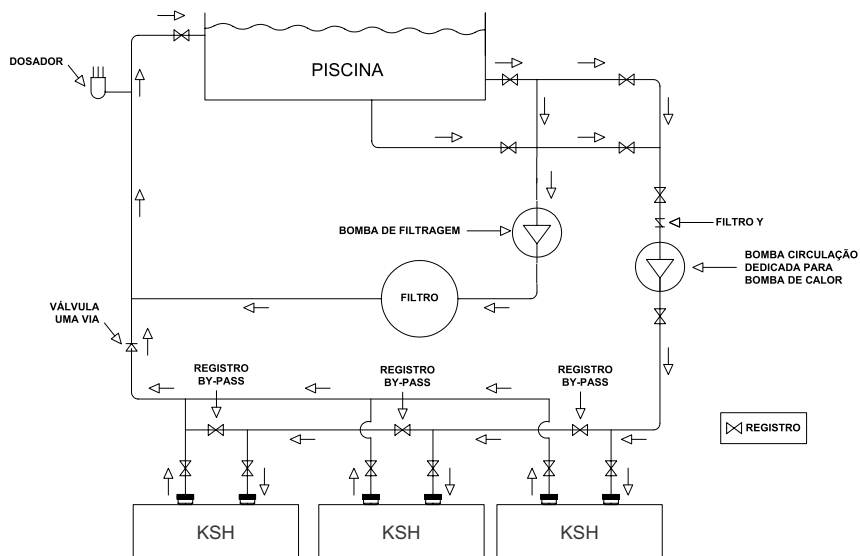 DOSADOR
PISCINA
BOMBA DE FILTRAGEM
FILTRO Y
BOMBA CIRCULAÇÃO
DEDICADA PARA
BOMBA DE CALOR
FILTRO
VÁLVULA
UMA VIA
REGISTRO
BY-PASS
REGISTRO
BY-PASS
REGISTRO
BY-PASS
REGISTRO
KSH
KSH
KSH